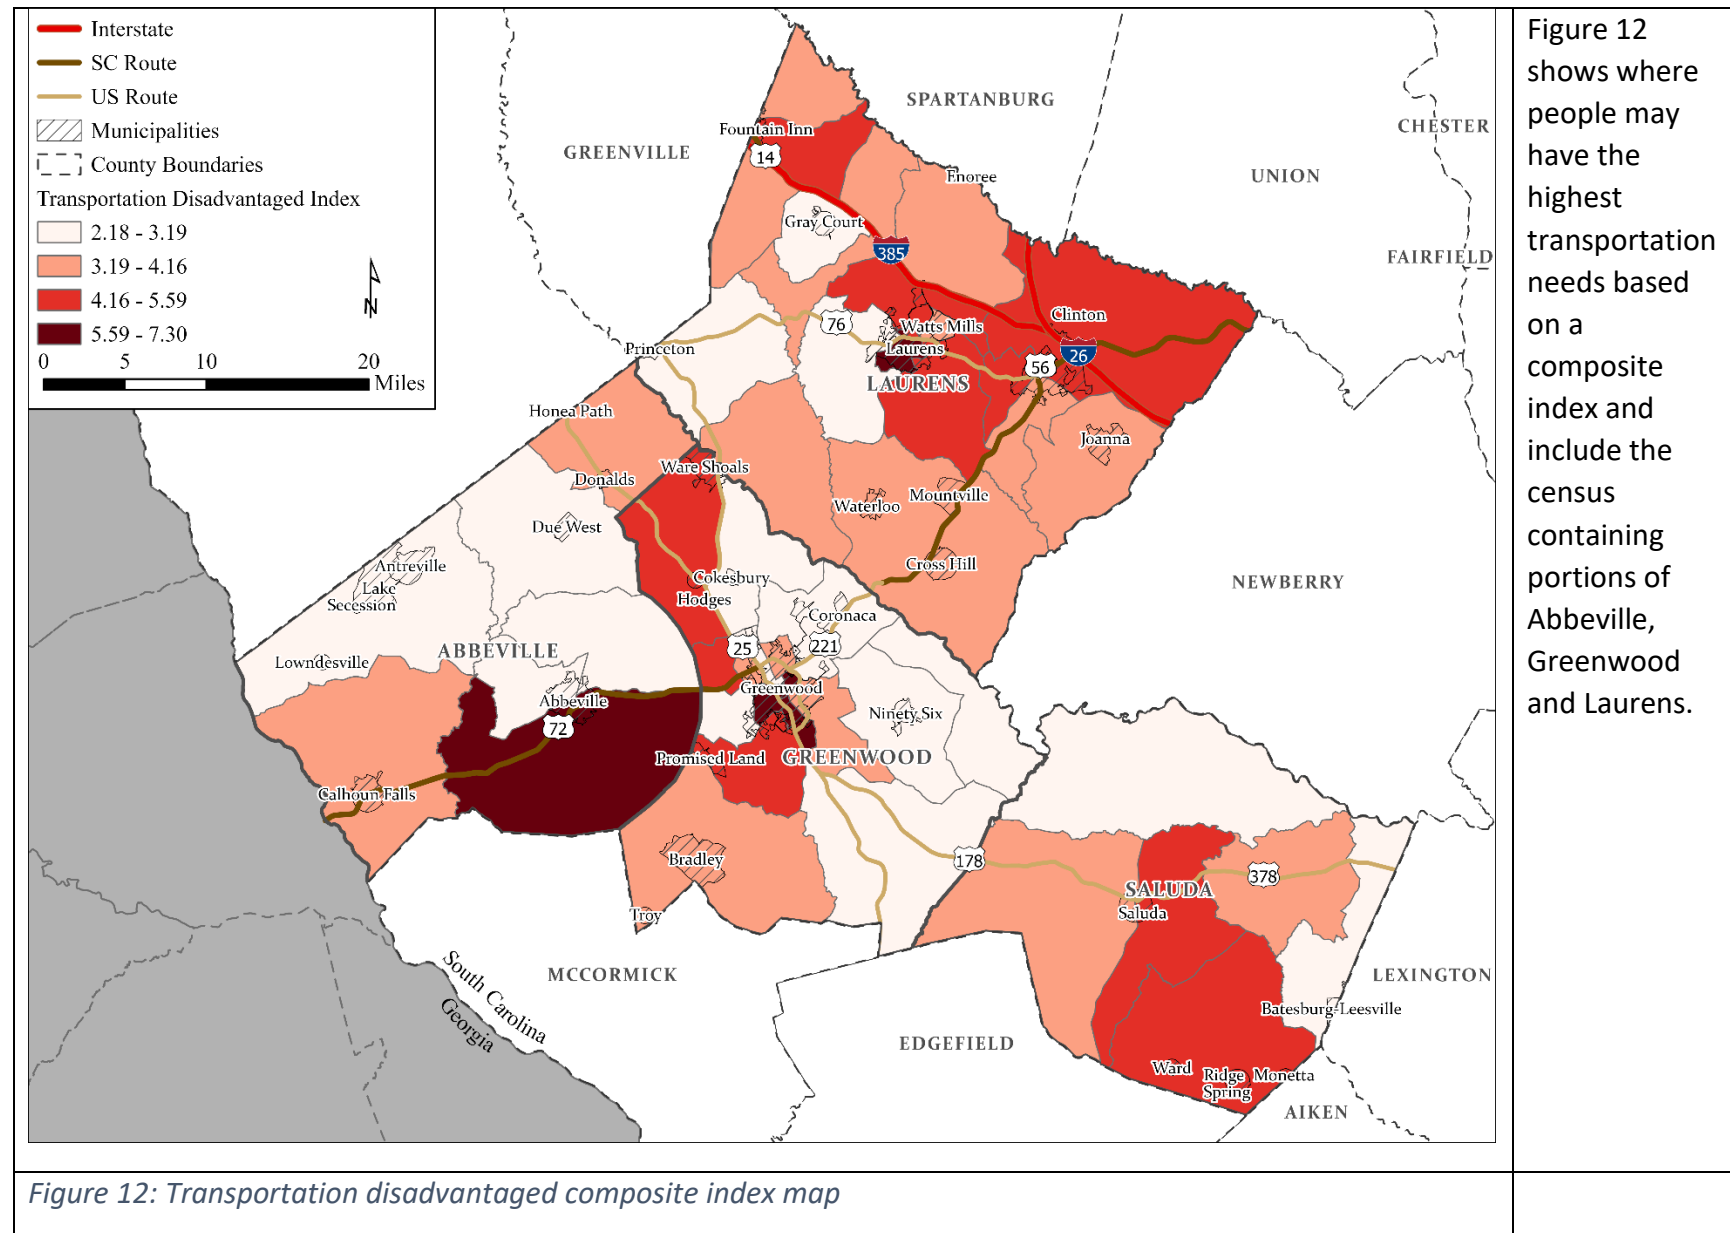 Interstate
SC Route
US Route
Municipalities
County Boundaries
Transportation Disadvantaged Index
2.18 - 3.19
3.19 - 4.16
4.16 - 5.59
5.59 - 7.30
0 5 10 20
Miles
N
SPARTANBURG
GREENVILLE
CHESTER
UNION
FAIRFIELD
Fountain Inn
14
Enoree
Gray Court
385
Clinton
76
Watts Mills
Laurens
26
56
LAURENS
Princeton
Honea Path
Joanna
Ware Shoals
Donalds
Waterloo
Mountville
Due West
Antreville
Lake
Secession
Cokesbury
Hodges
Cross Hill
NEWBERRY
Coronaca
25
221
ABBEVILLE
Lowndesville
Greenwood
Abbeville
72
Ninety Six
Promised Land
GREENWOOD
Calhoun Falls
Bradley
178
378
SALUDA
Saluda
Troy
South Carolina
Georgia
MCCORMICK
LEXINGTON
Batesburg-Leesville
EDGEFIELD
Ward
Ridge
Spring
Monetta
AIKEN
Figure 12
shows where
people may
have the
highest
transportation
needs based
on a
composite
index and
include the
census
containing
portions of
Abbeville,
Greenwood
and Laurens.
Figure 12: Transportation disadvantaged composite index map